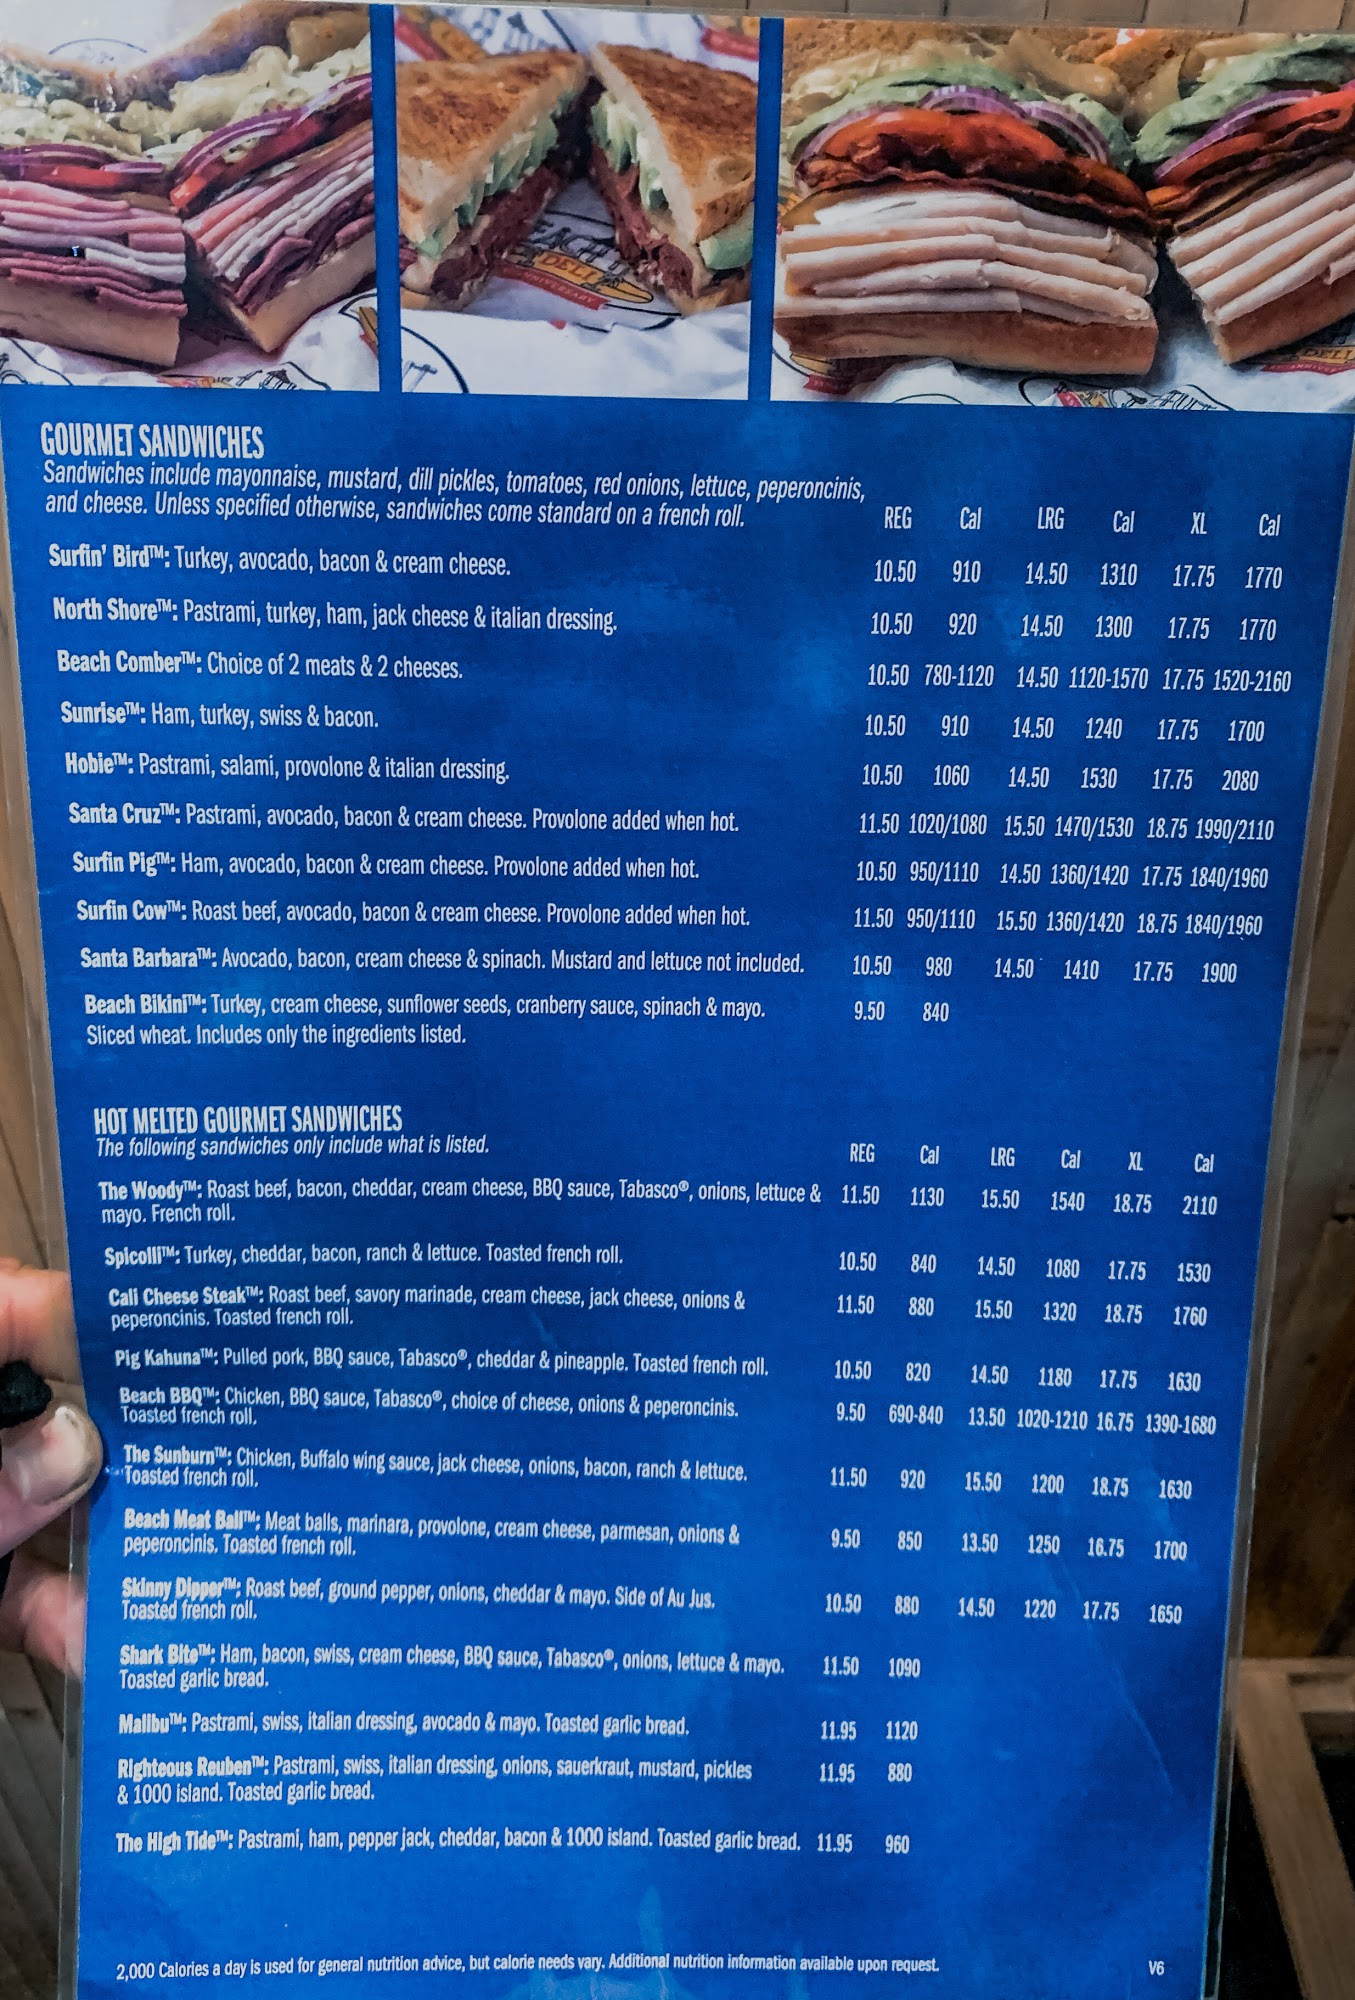 GOURMET SANDWICHES
Sandwiches include mayonnaise, mustard, dill pickles, tomatoes, red onions, lettuce, peperoncinis,
and cheese. Unless specified otherwise, sandwiches come standard on a french roll.
REG Cal LRG Cal XL Cal
Surfin' Bird™: Turkey, avocado, bacon & cream cheese. 10.50 910 14.50 1310 17.75 1770
North Shore™: Pastrami, turkey, ham, jack cheese & italian dressing. 10.50 920 14.50 1300 17.75 1770
Beach Comber™: Choice of 2 meats & 2 cheeses. 10.50 780-1120 14.50 1120-1570 17.75 1520-2160
Sunrise™: Ham, turkey, swiss & bacon. 10.50 910 14.50 1240 17.75 1700
Hobie™: Pastrami, salami, provolone & italian dressing. 10.50 1060 14.50 1530 17.75 2080
Santa Cruz™: Pastrami, avocado, bacon & cream cheese. Provolone added when hot. 11.50 1020/1080 15.50 1470/1530 18.75 1990/2110
Surfin Pig™: Ham, avocado, bacon & cream cheese. Provolone added when hot. 10.50 950/1110 14.50 1360/1420 17.75 1840/1960
Surfin Cow™: Roast beef, avocado, bacon & cream cheese. Provolone added when hot. 11.50 950/1110 15.50 1360/1420 18.75 1840/1960
Santa Barbara™: Avocado, bacon, cream cheese & spinach. Mustard and lettuce not included. 10.50 980 14.50 1410 17.75 1900
Beach Bikini™: Turkey, cream cheese, sunflower seeds, cranberry sauce, spinach & mayo. 9.50 840
Sliced wheat. Includes only the ingredients listed.
HOT MELTED GOURMET SANDWICHES
The following sandwiches only include what is listed.
REG Cal LRG Cal XL Cal
The Woody™: Roast beef, bacon, cheddar, cream cheese, BBQ sauce, Tabasco®, onions, lettuce & 11.50 1130 15.50 1540 18.75 2110
mayo. French roll.
Spicolli™: Turkey, cheddar, bacon, ranch & lettuce. Toasted french roll. 10.50 840 14.50 1080 17.75 1530
Cali Cheese Steak™: Roast beef, savory marinade, cream cheese, jack cheese, onions & 11.50 880 15.50 1320 18.75 1760
peperoncinis. Toasted french roll.
Pig Kahuna™: Pulled pork, BBQ sauce, Tabasco®, cheddar & pineapple. Toasted french roll. 10.50 820 14.50 1180 17.75 1630
Beach BBQ™: Chicken, BBQ sauce, Tabasco®, choice of cheese, onions & peperoncinis. 9.50 690-840 13.50 1020-1210 16.75 1390-1680
Toasted french roll.
The Sunburn™: Chicken, Buffalo wing sauce, jack cheese, onions, bacon, ranch & lettuce. 11.50 920 15.50 1200 18.75 1630
Toasted french roll.
Beach Meat Ball™: Meat balls, marinara, provolone, cream cheese, parmesan, onions & 9.50 850 13.50 1250 16.75 1700
peperoncinis. Toasted french roll.
Skinny Dipper™: Roast beef, ground pepper, onions, cheddar & mayo. Side of Au Jus. 10.50 880 14.50 1220 17.75 1650
Toasted french roll.
Shark Bite™: Ham, bacon, swiss, cream cheese, BBQ sauce, Tabasco®, onions, lettuce & mayo. 11.50 1090
Toasted garlic bread.
Malibu™: Pastrami, swiss, italian dressing, avocado & mayo. Toasted garlic bread. 11.95 1120
Righteous Reuben™: Pastrami, swiss, italian dressing, onions, sauerkraut, mustard, pickles 11.95 880
& 1000 island. Toasted garlic bread.
The High Tide™: Pastrami, ham, pepper jack, cheddar, bacon & 1000 island. Toasted garlic bread. 11.95 960
2,000 Calories a day is used for general nutrition advice, but calorie needs vary. Additional nutrition information available upon request. V6